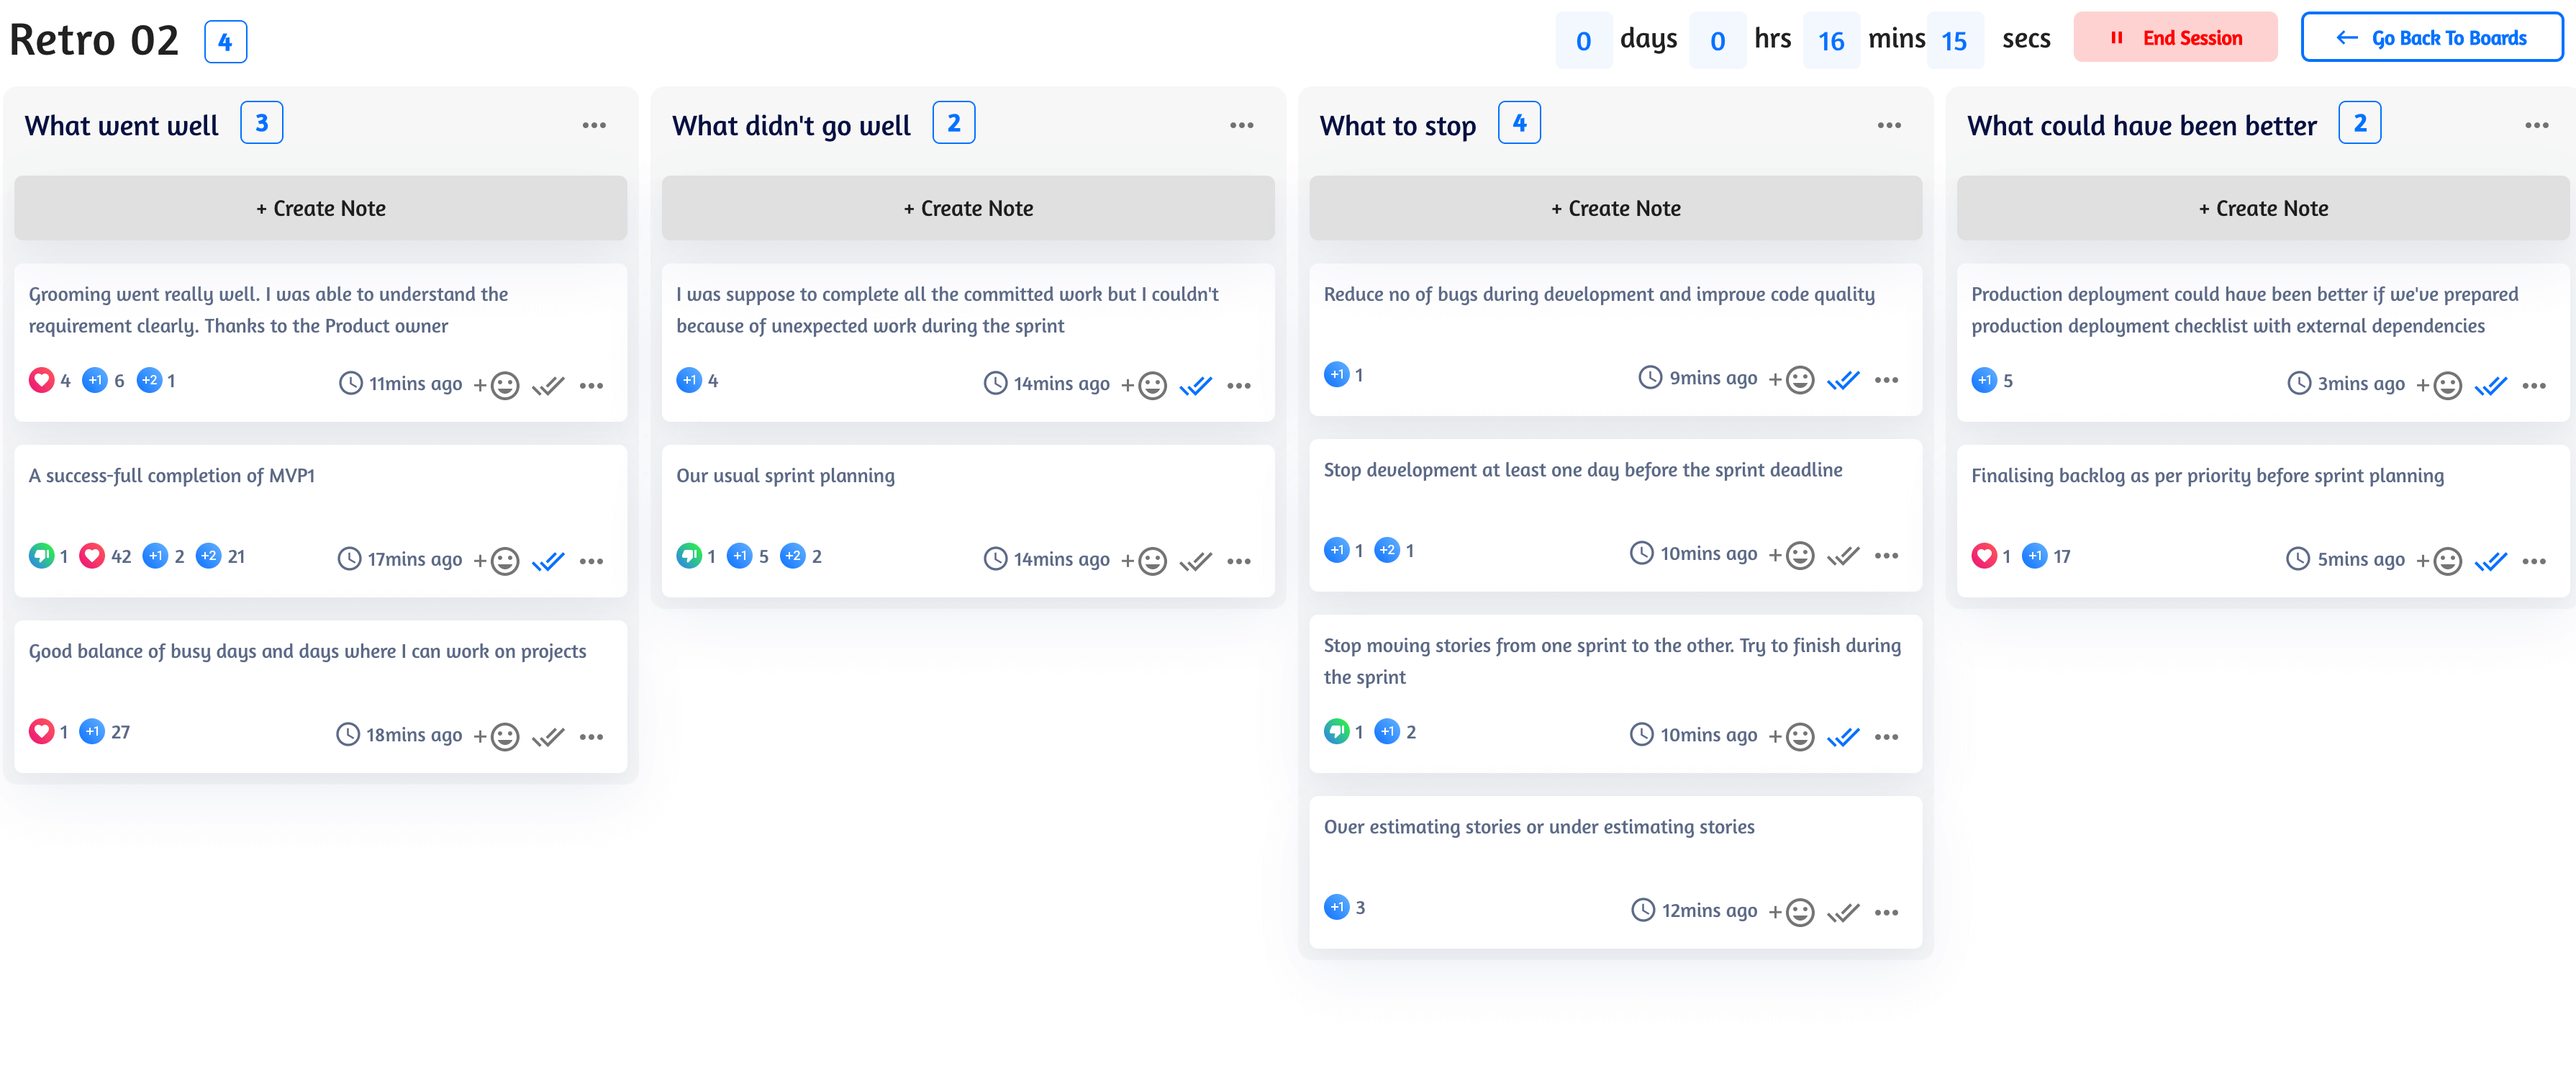 Retro 02 4
0 days 0 hrs 16 mins 15 secs
End Session
Go Back To Boards
What went well 3
+ Create Note
Grooming went really well. I was able to understand the
requirement clearly. Thanks to the Product owner
4 +1 6 +2 1 11mins ago +
A success-full completion of MVP1
1 42 +1 2 +2 21 17mins ago +
Good balance of busy days and days where I can work on projects
1 +1 27 18mins ago +
What didn't go well 2
+ Create Note
I was suppose to complete all the committed work but I couldn't
because of unexpected work during the sprint
+1 4 14mins ago +
Our usual sprint planning
1 +1 5 +2 2 14mins ago +
What to stop 4
+ Create Note
Reduce no of bugs during development and improve code quality
+1 1 9mins ago +
Stop development at least one day before the sprint deadline
+1 1 +2 1 10mins ago +
Stop moving stories from one sprint to the other. Try to finish during
the sprint
1 +1 2 10mins ago +
Over estimating stories or under estimating stories
+1 3 12mins ago +
What could have been better 2
+ Create Note
Production deployment could have been better if we've prepared
production deployment checklist with external dependencies
+1 5 3mins ago +
Finalising backlog as per priority before sprint planning
1 +1 17 5mins ago +